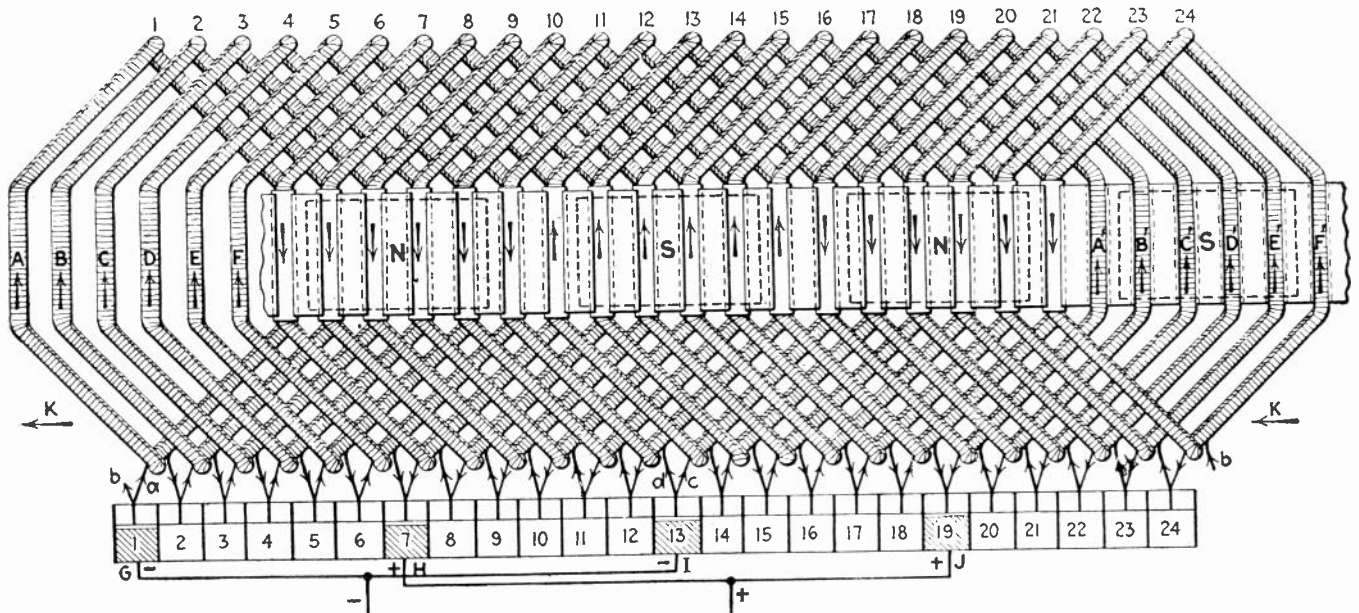 1 2 3 4 5 6 7 8 9 10 11 12 13 14 15 16 17 18 19 20 21 22 23 24
A B C D E F N S N A' B' C' S D' E' F'
K K
b a d c b
1 2 3 4 5 6 7 8 9 10 11 12 13 14 15 16 17 18 19 20 21 22 23 24
G - + H - I + J
- +